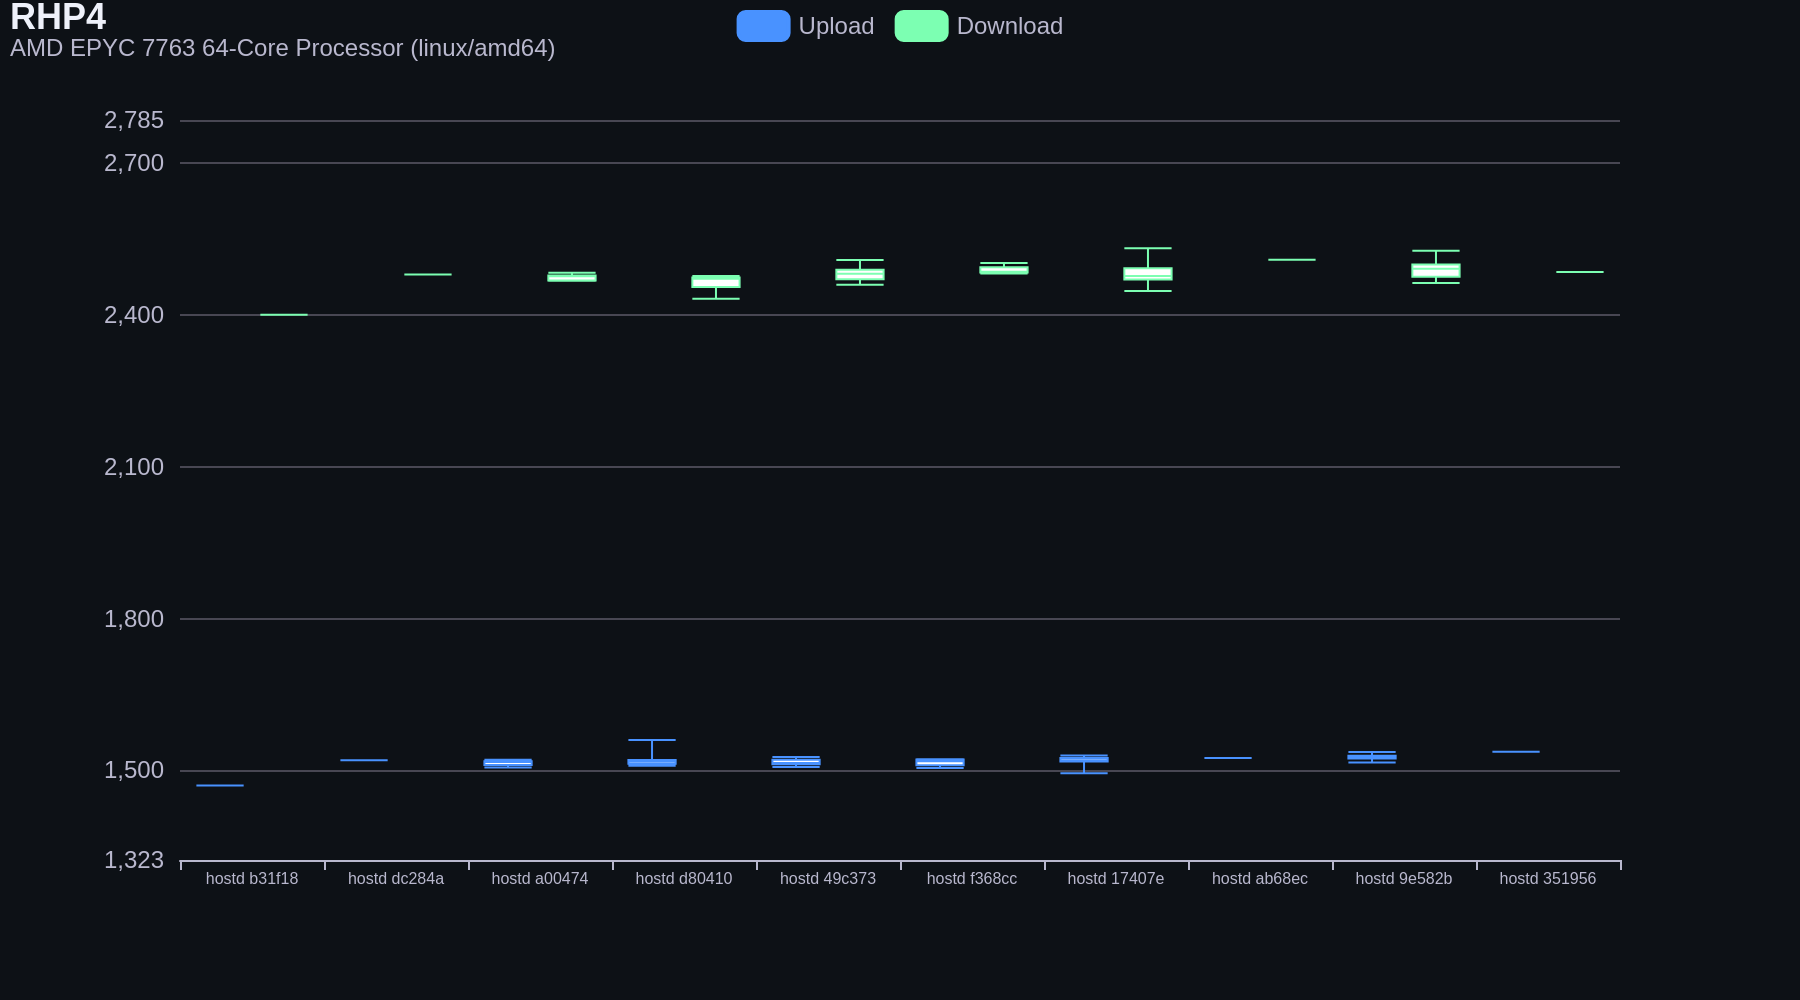 RHP4
AMD EPYC 7763 64-Core Processor (linux/amd64)
Upload Download
2,785
2,700
2,400
2,100
1,800
1,500
1,323
hostd b31f18 hostd dc284a hostd a00474 hostd d80410 hostd 49c373 hostd f368cc hostd 17407e hostd ab68ec hostd 9e582b hostd 351956